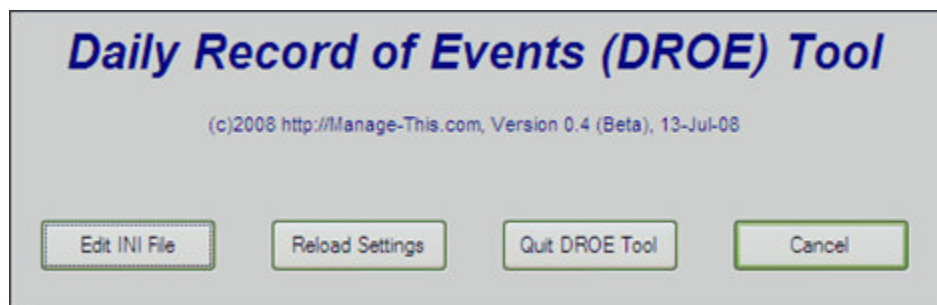 Daily Record of Events (DROE) Tool
(c)2008 http://Manage-This.com, Version 0.4 (Beta), 13-Jul-08
Edit INI File Reload Settings Quit DROE Tool Cancel